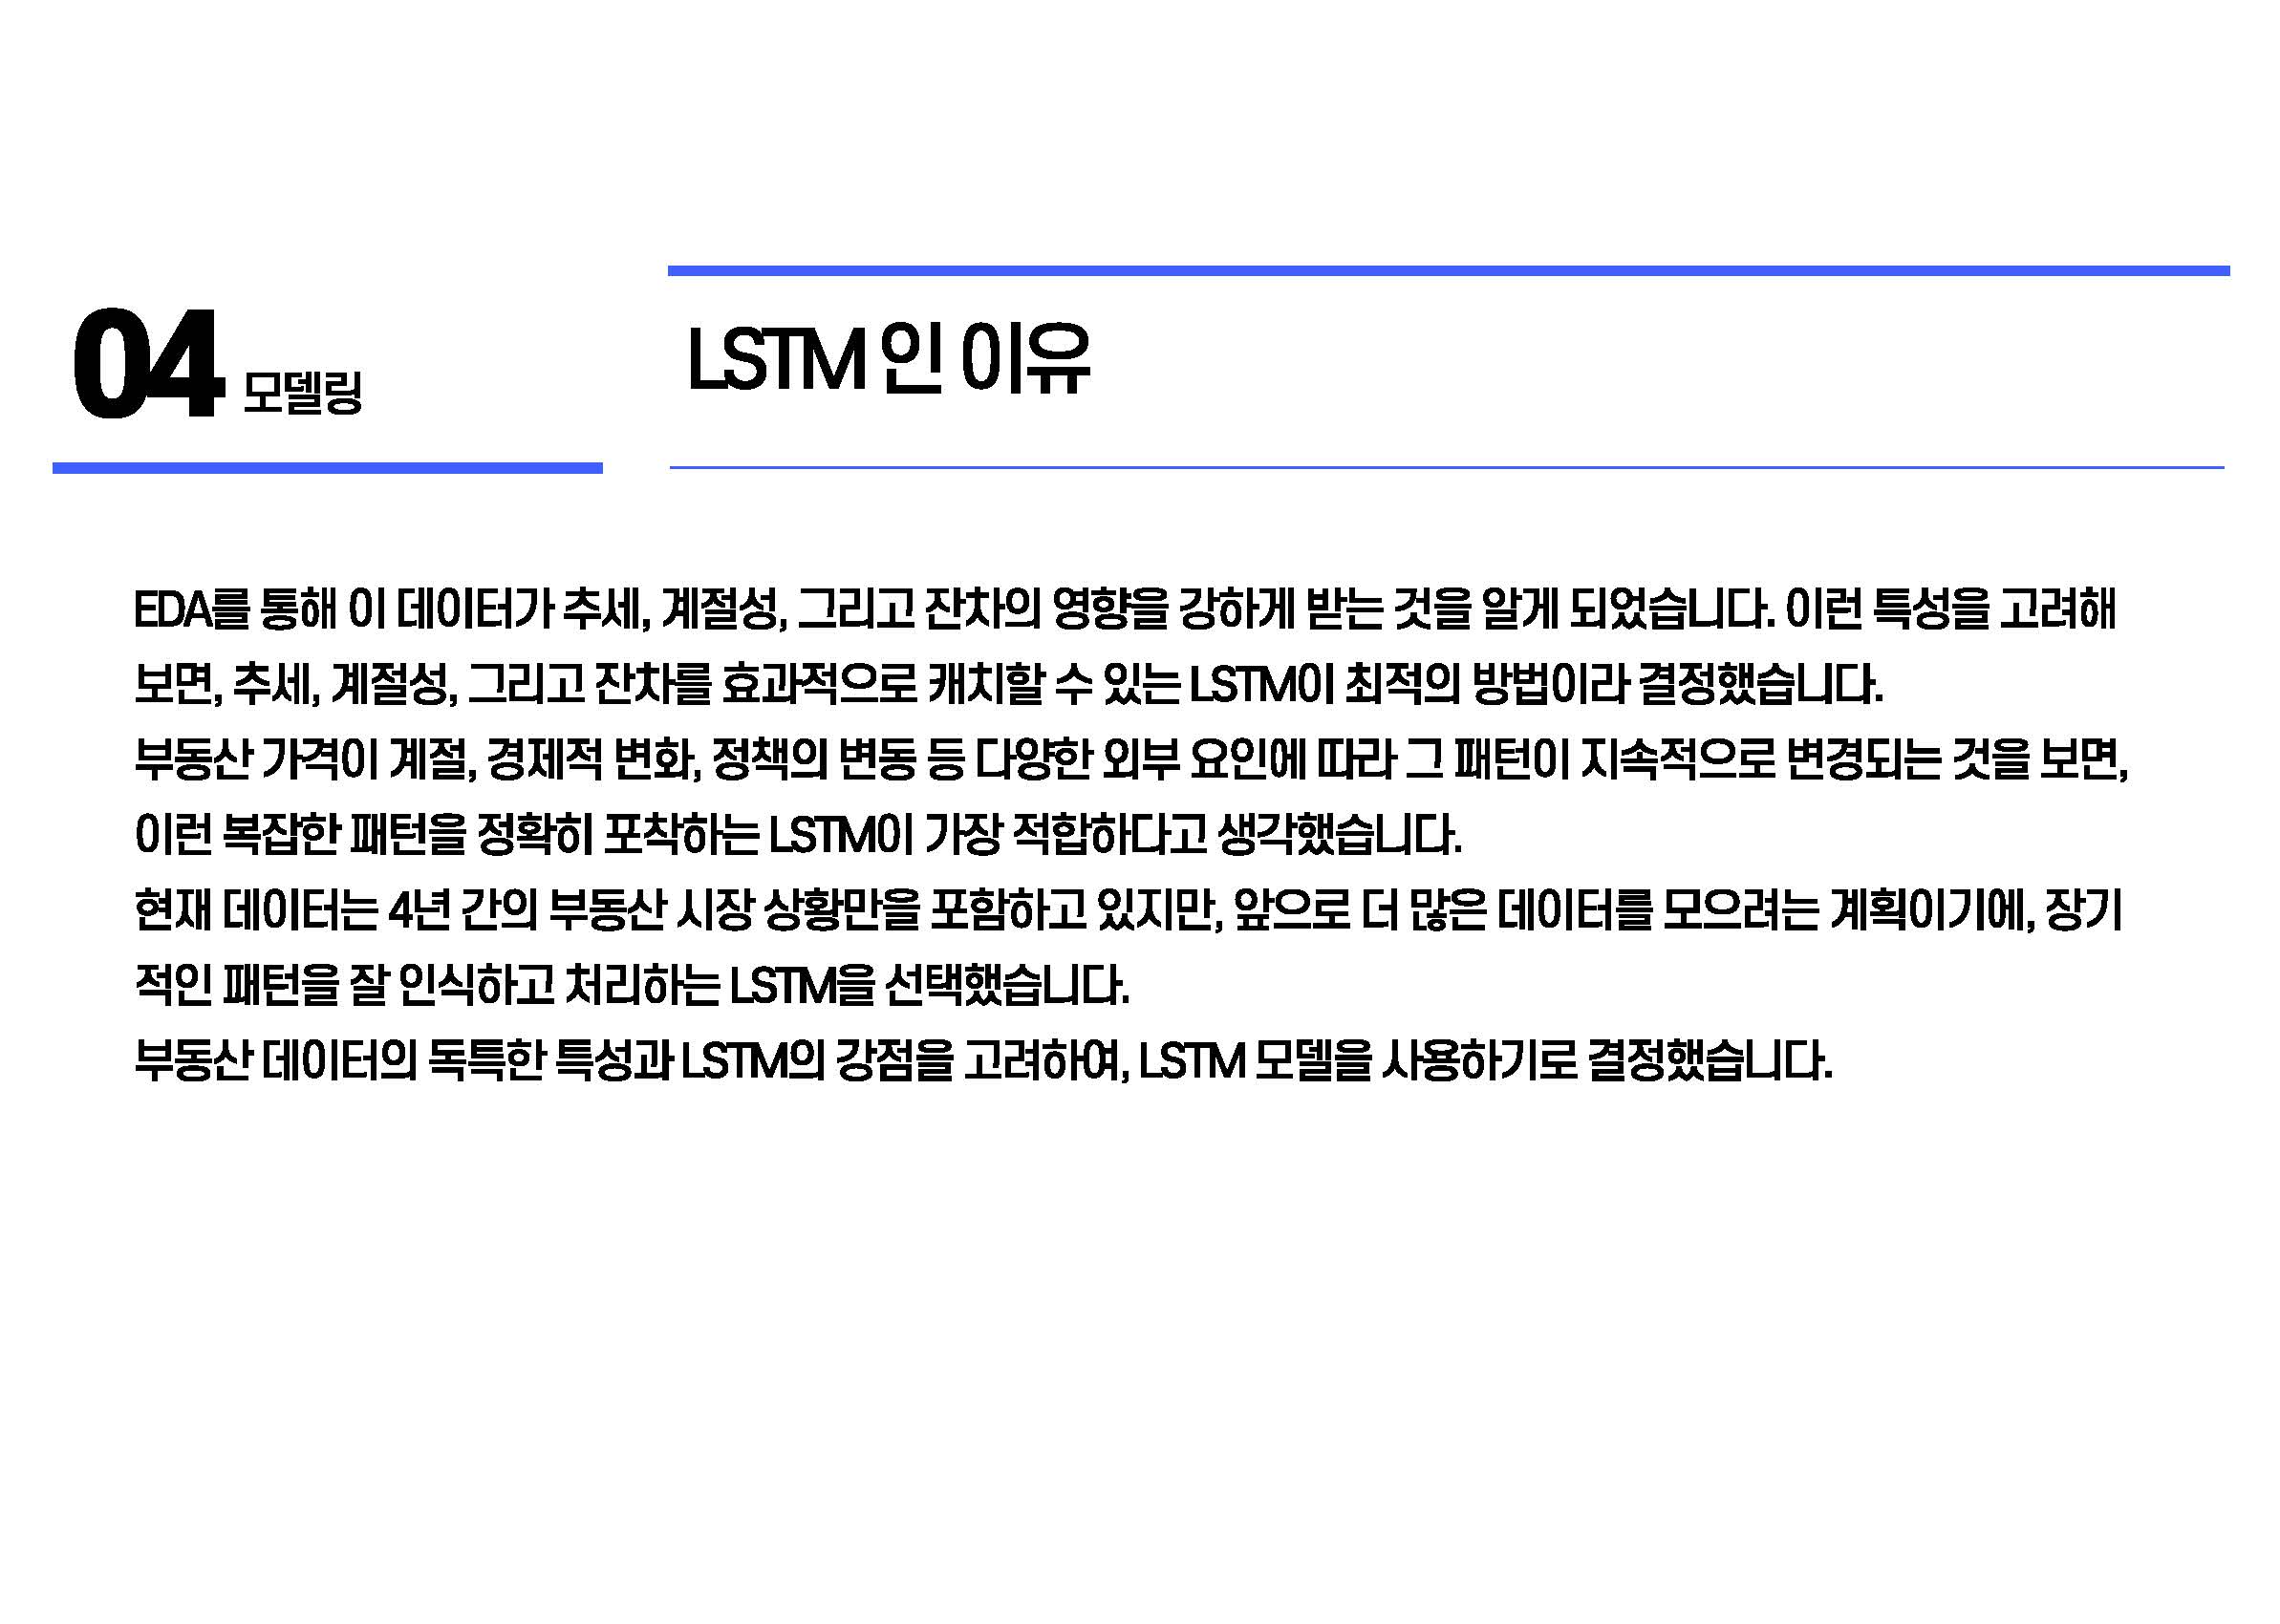 04 모델링
LSTM 인 이유
EDA를 통해 이 데이터가 추세, 계절성, 그리고 잔차의 영향을 강하게 받는 것을 알게 되었습니다. 이런 특성을 고려해
보면, 추세, 계절성, 그리고 잔차를 효과적으로 캐치할 수 있는 LSTM이 최적의 방법이라 결정했습니다.
부동산 가격이 계절, 경제적 변화, 정책의 변동 등 다양한 외부 요인에 따라 그 패턴이 지속적으로 변경되는 것을 보면,
이런 복잡한 패턴을 정확히 포착하는 LSTM이 가장 적합하다고 생각했습니다.
현재 데이터는 4년 간의 부동산 시장 상황만을 포함하고 있지만, 앞으로 더 많은 데이터를 모으려는 계획이기에, 장기
적인 패턴을 잘 인식하고 처리하는 LSTM을 선택했습니다.
부동산 데이터의 독특한 특성과 LSTM의 강점을 고려하여, LSTM 모델을 사용하기로 결정했습니다.